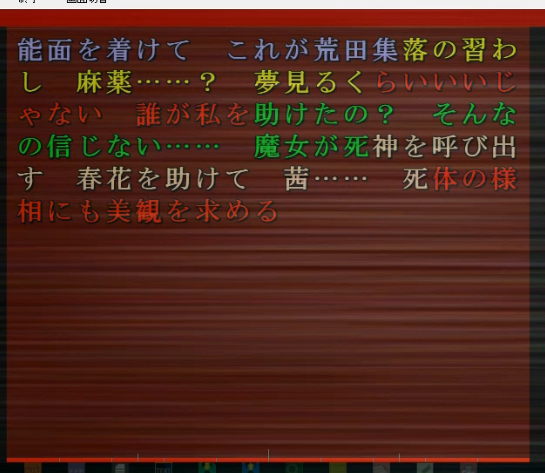 能面を着けて　これが荒田集落の習わ
し　麻薬……？　夢見るくらいいいじ
ゃない　誰が私を助けたの？　そんな
の信じない……　魔女が死神を呼び出
す　春花を助けて　茜……　死体の様
相にも美観を求める